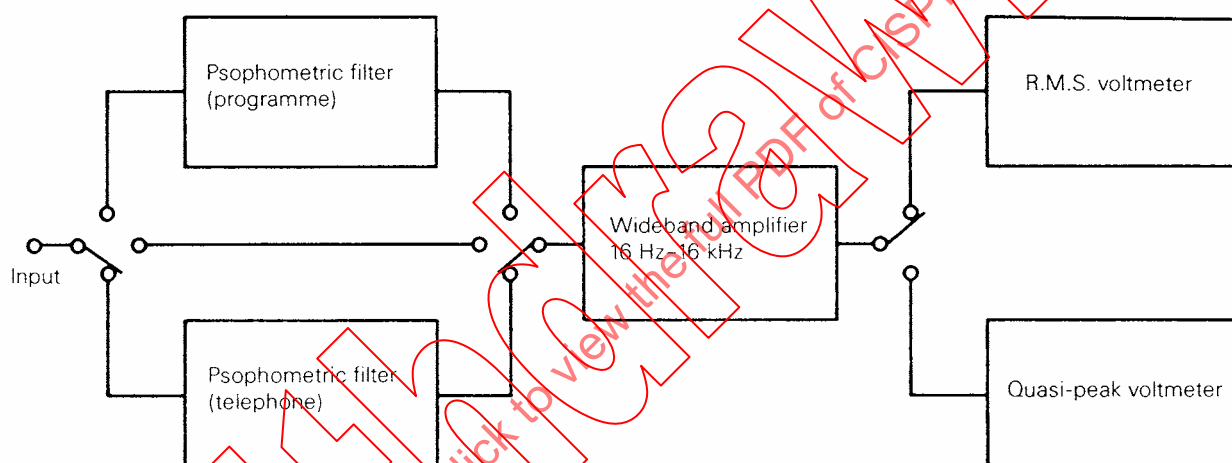 Psophometric filter
(programme)
R.M.S. voltmeter
Wideband amplifier
16 Hz–16 kHz
Input
Psophometric filter
(telephone)
Quasi-peak voltmeter
click to view the full PDF of